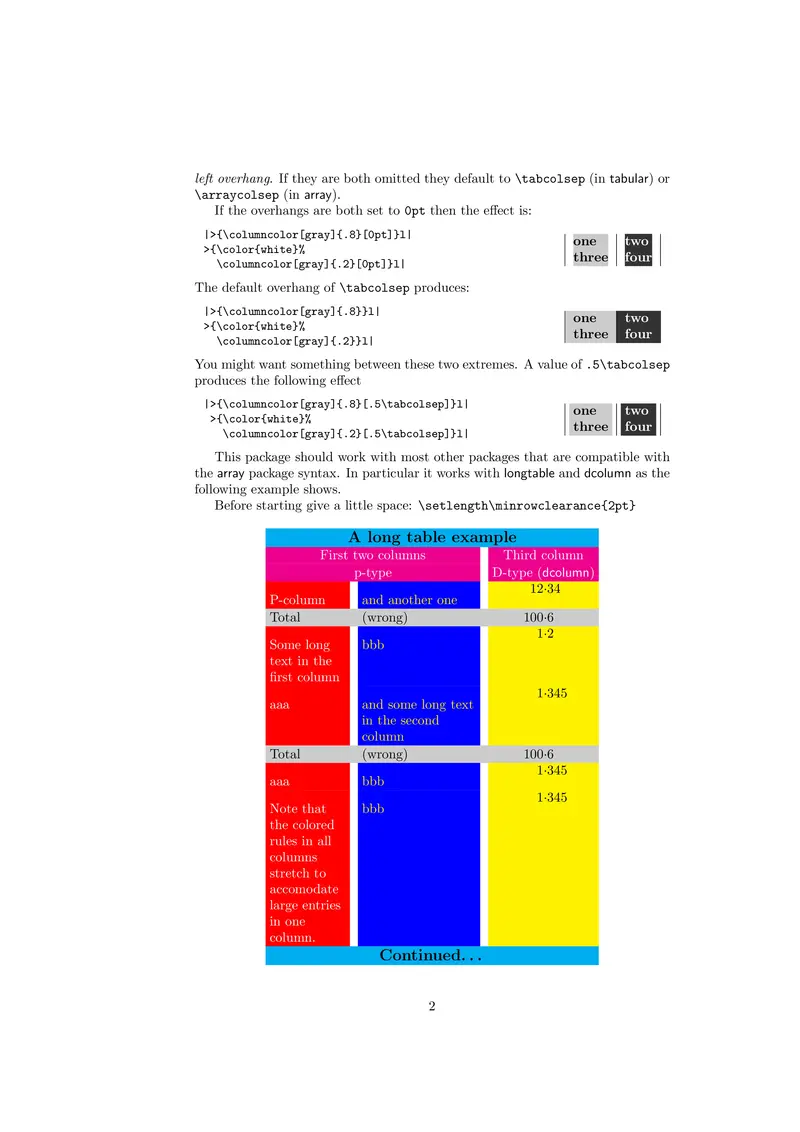 left overhang. If they are both omitted they default to \tabcolsep (in tabular) or
\arraycolsep (in array).
If the overhangs are both set to 0pt then the effect is:
|>{\columncolor[gray]{.8}[0pt]}l|
>{\color{white}%
\columncolor[gray]{.2}[0pt]}l|
one two
three four
The default overhang of \tabcolsep produces:
|>{\columncolor[gray]{.8}}l|
>{\color{white}%
\columncolor[gray]{.2}}l|
one two
three four
You might want something between these two extremes. A value of .5\tabcolsep
produces the following effect
|>{\columncolor[gray]{.8}[.5\tabcolsep]}l|
>{\color{white}%
\columncolor[gray]{.2}[.5\tabcolsep]}l|
one two
three four
This package should work with most other packages that are compatible with
the array package syntax. In particular it works with longtable and dcolumn as the
following example shows.
Before starting give a little space: \setlength\minrowclearance{2pt}
A long table example
First two columns Third column
p-type D-type (dcolumn)
12·34
P-column and another one
Total (wrong) 100·6
1·2
Some long bbb
text in the
first column
1·345
aaa and some long text
in the second
column
Total (wrong) 100·6
1·345
aaa bbb
1·345
Note that bbb
the colored
rules in all
columns
stretch to
accomodate
large entries
in one
column.
Continued...
2